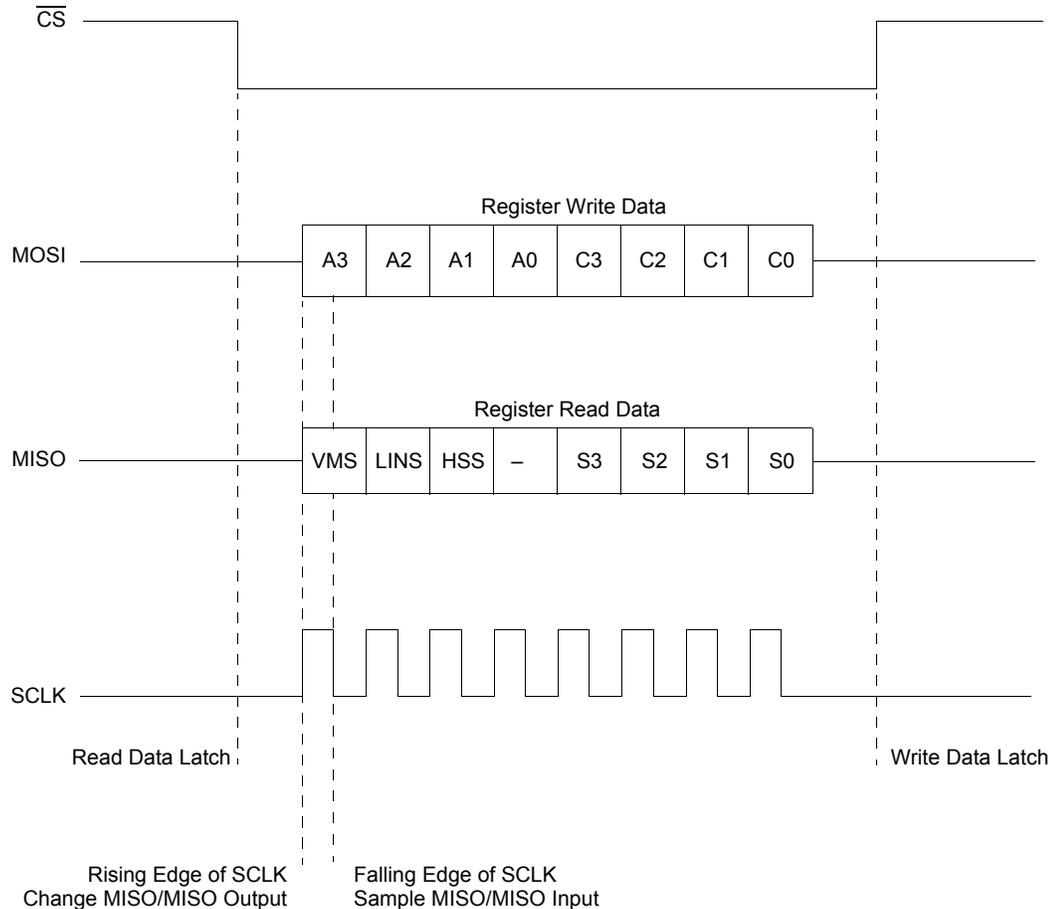 CS
Register Write Data
MOSI A3 A2 A1 A0 C3 C2 C1 C0
Register Read Data
MISO VMS LINS HSS – S3 S2 S1 S0
SCLK
Read Data Latch
Write Data Latch
Rising Edge of SCLK
Change MISO/MISO Output
Falling Edge of SCLK
Sample MISO/MISO Input